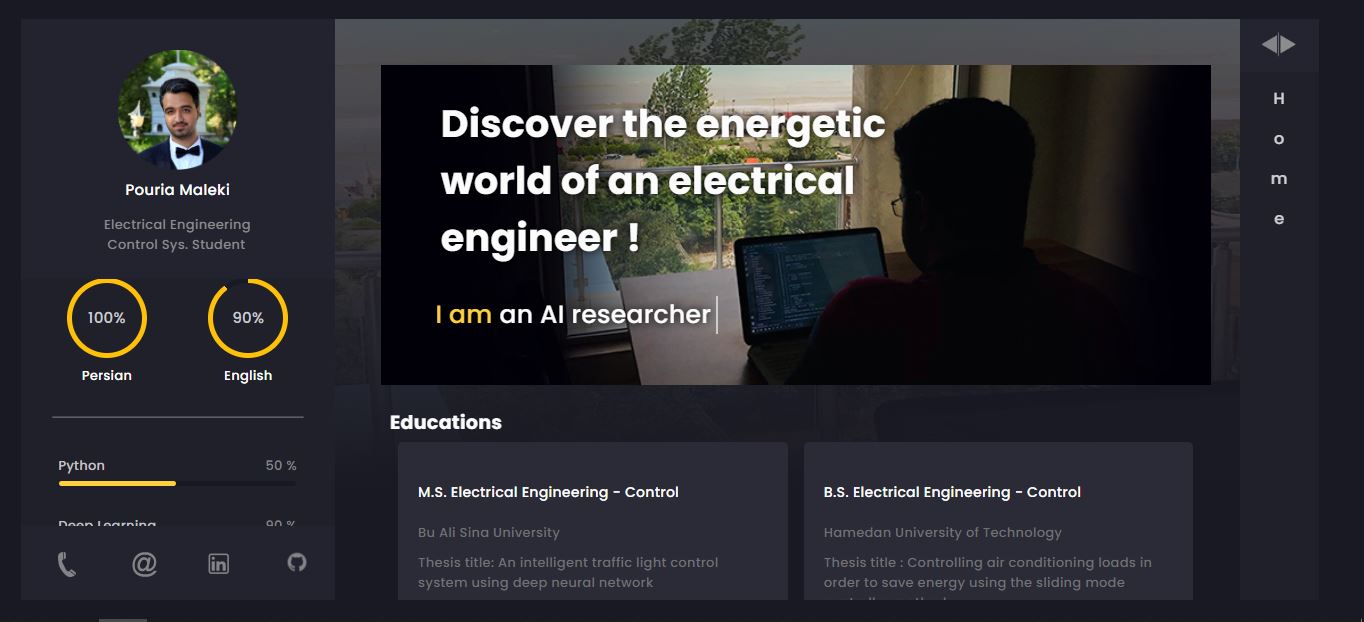 Pouria Maleki
Electrical Engineering
Control Sys. Student
100%
90%
Persian
English
Python
50 %
Deep Learning
90 %
Discover the energetic
world of an electrical
engineer !
I am an AI researcher
Educations
M.S. Electrical Engineering - Control
Bu Ali Sina University
Thesis title: An intelligent traffic light control
system using deep neural network
B.S. Electrical Engineering - Control
Hamedan University of Technology
Thesis title : Controlling air conditioning loads in
order to save energy using the sliding mode
H
o
m
e